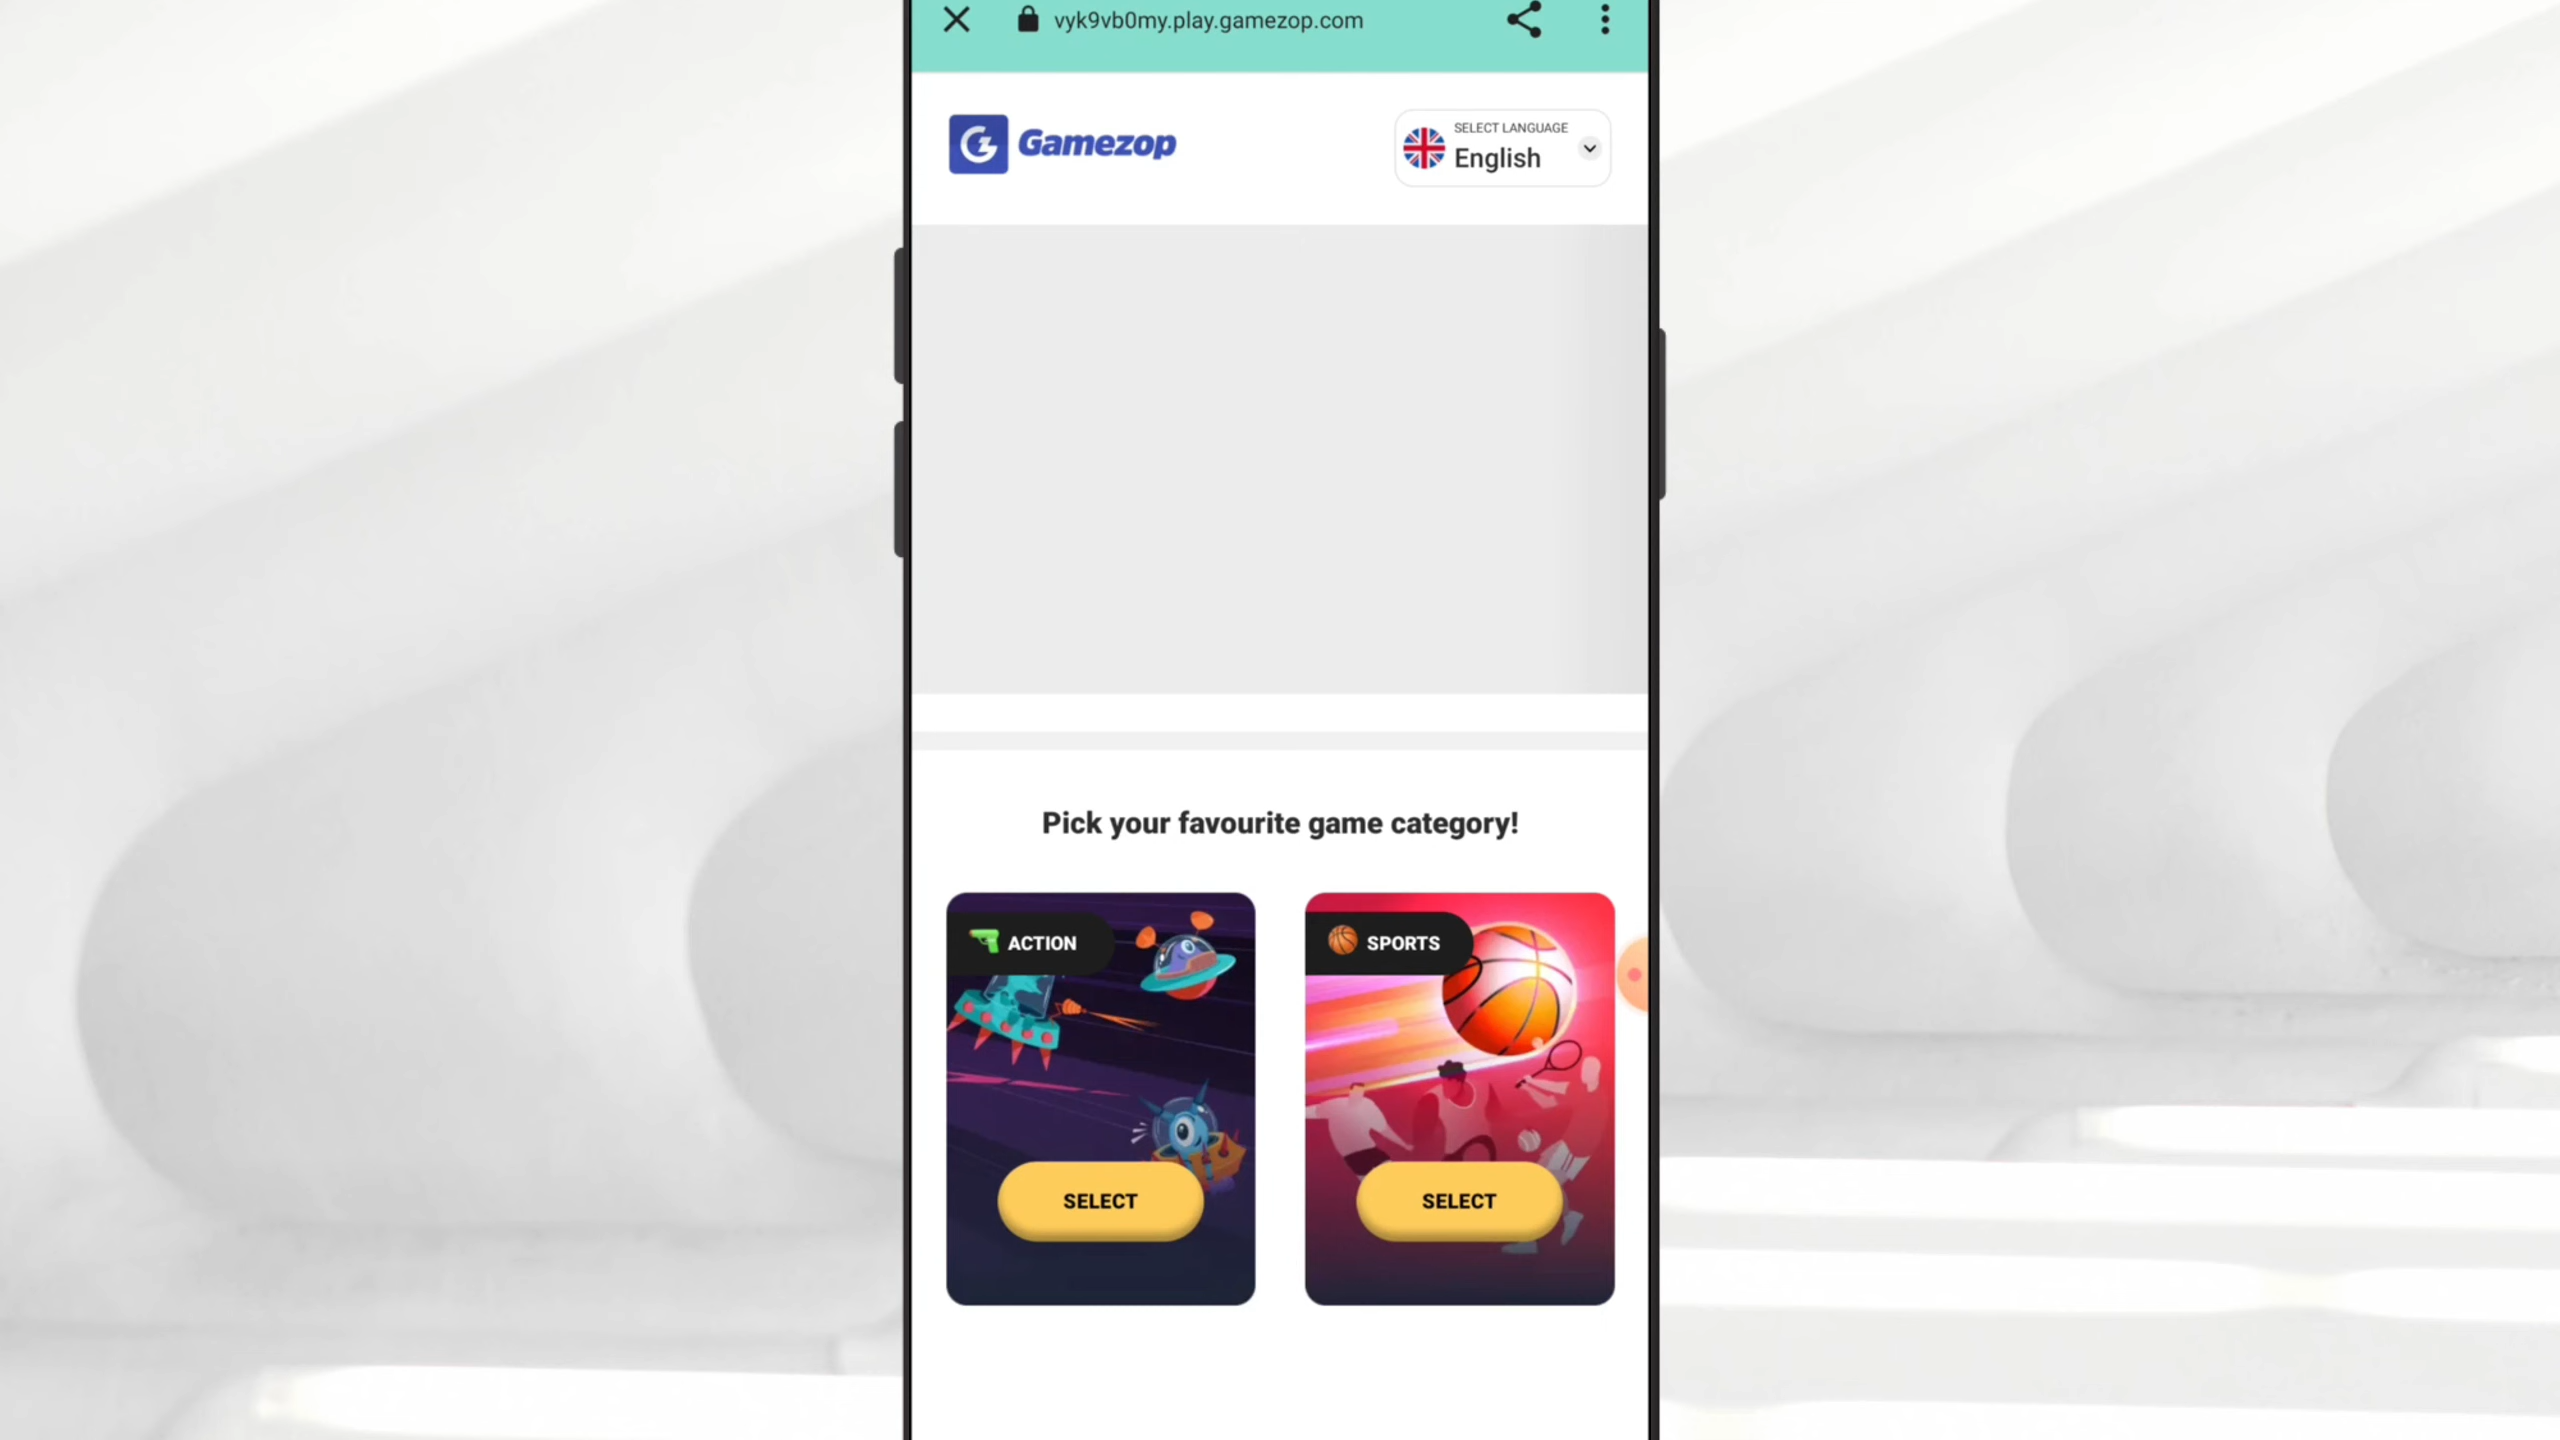 vyk9vb0my.play.gamezop.com
Gamezop
SELECT LANGUAGE
English
Pick your favourite game category!
ACTION
SPORTS
SELECT
SELECT